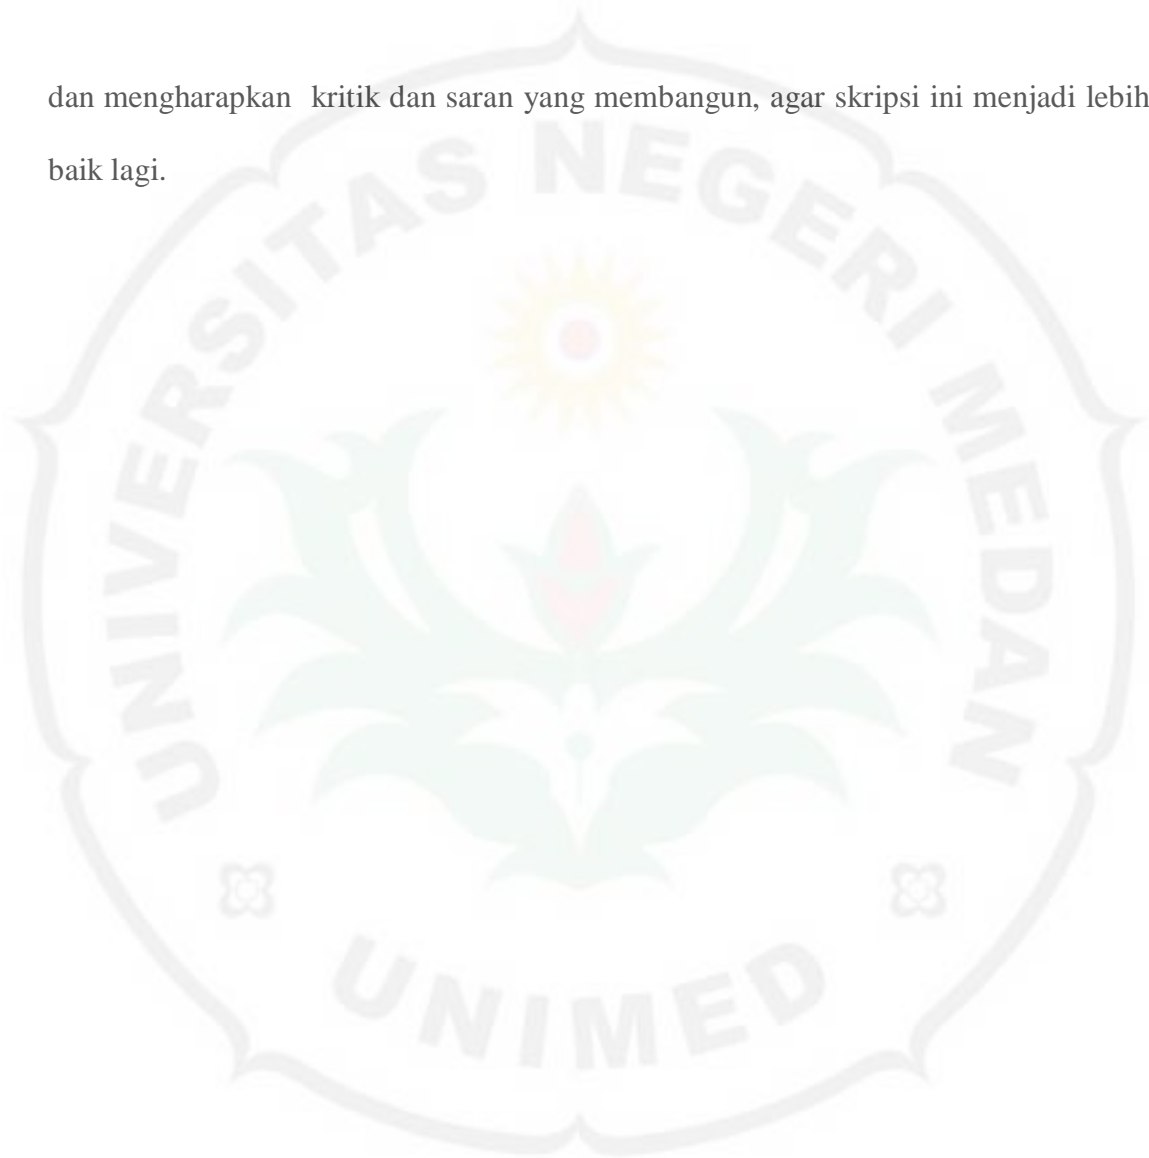 dan mengharapkan  kritik dan saran yang membangun, agar skripsi ini menjadi lebih
baik lagi.
UNIVERSITAS NEGERI MEDAN
UNIMED